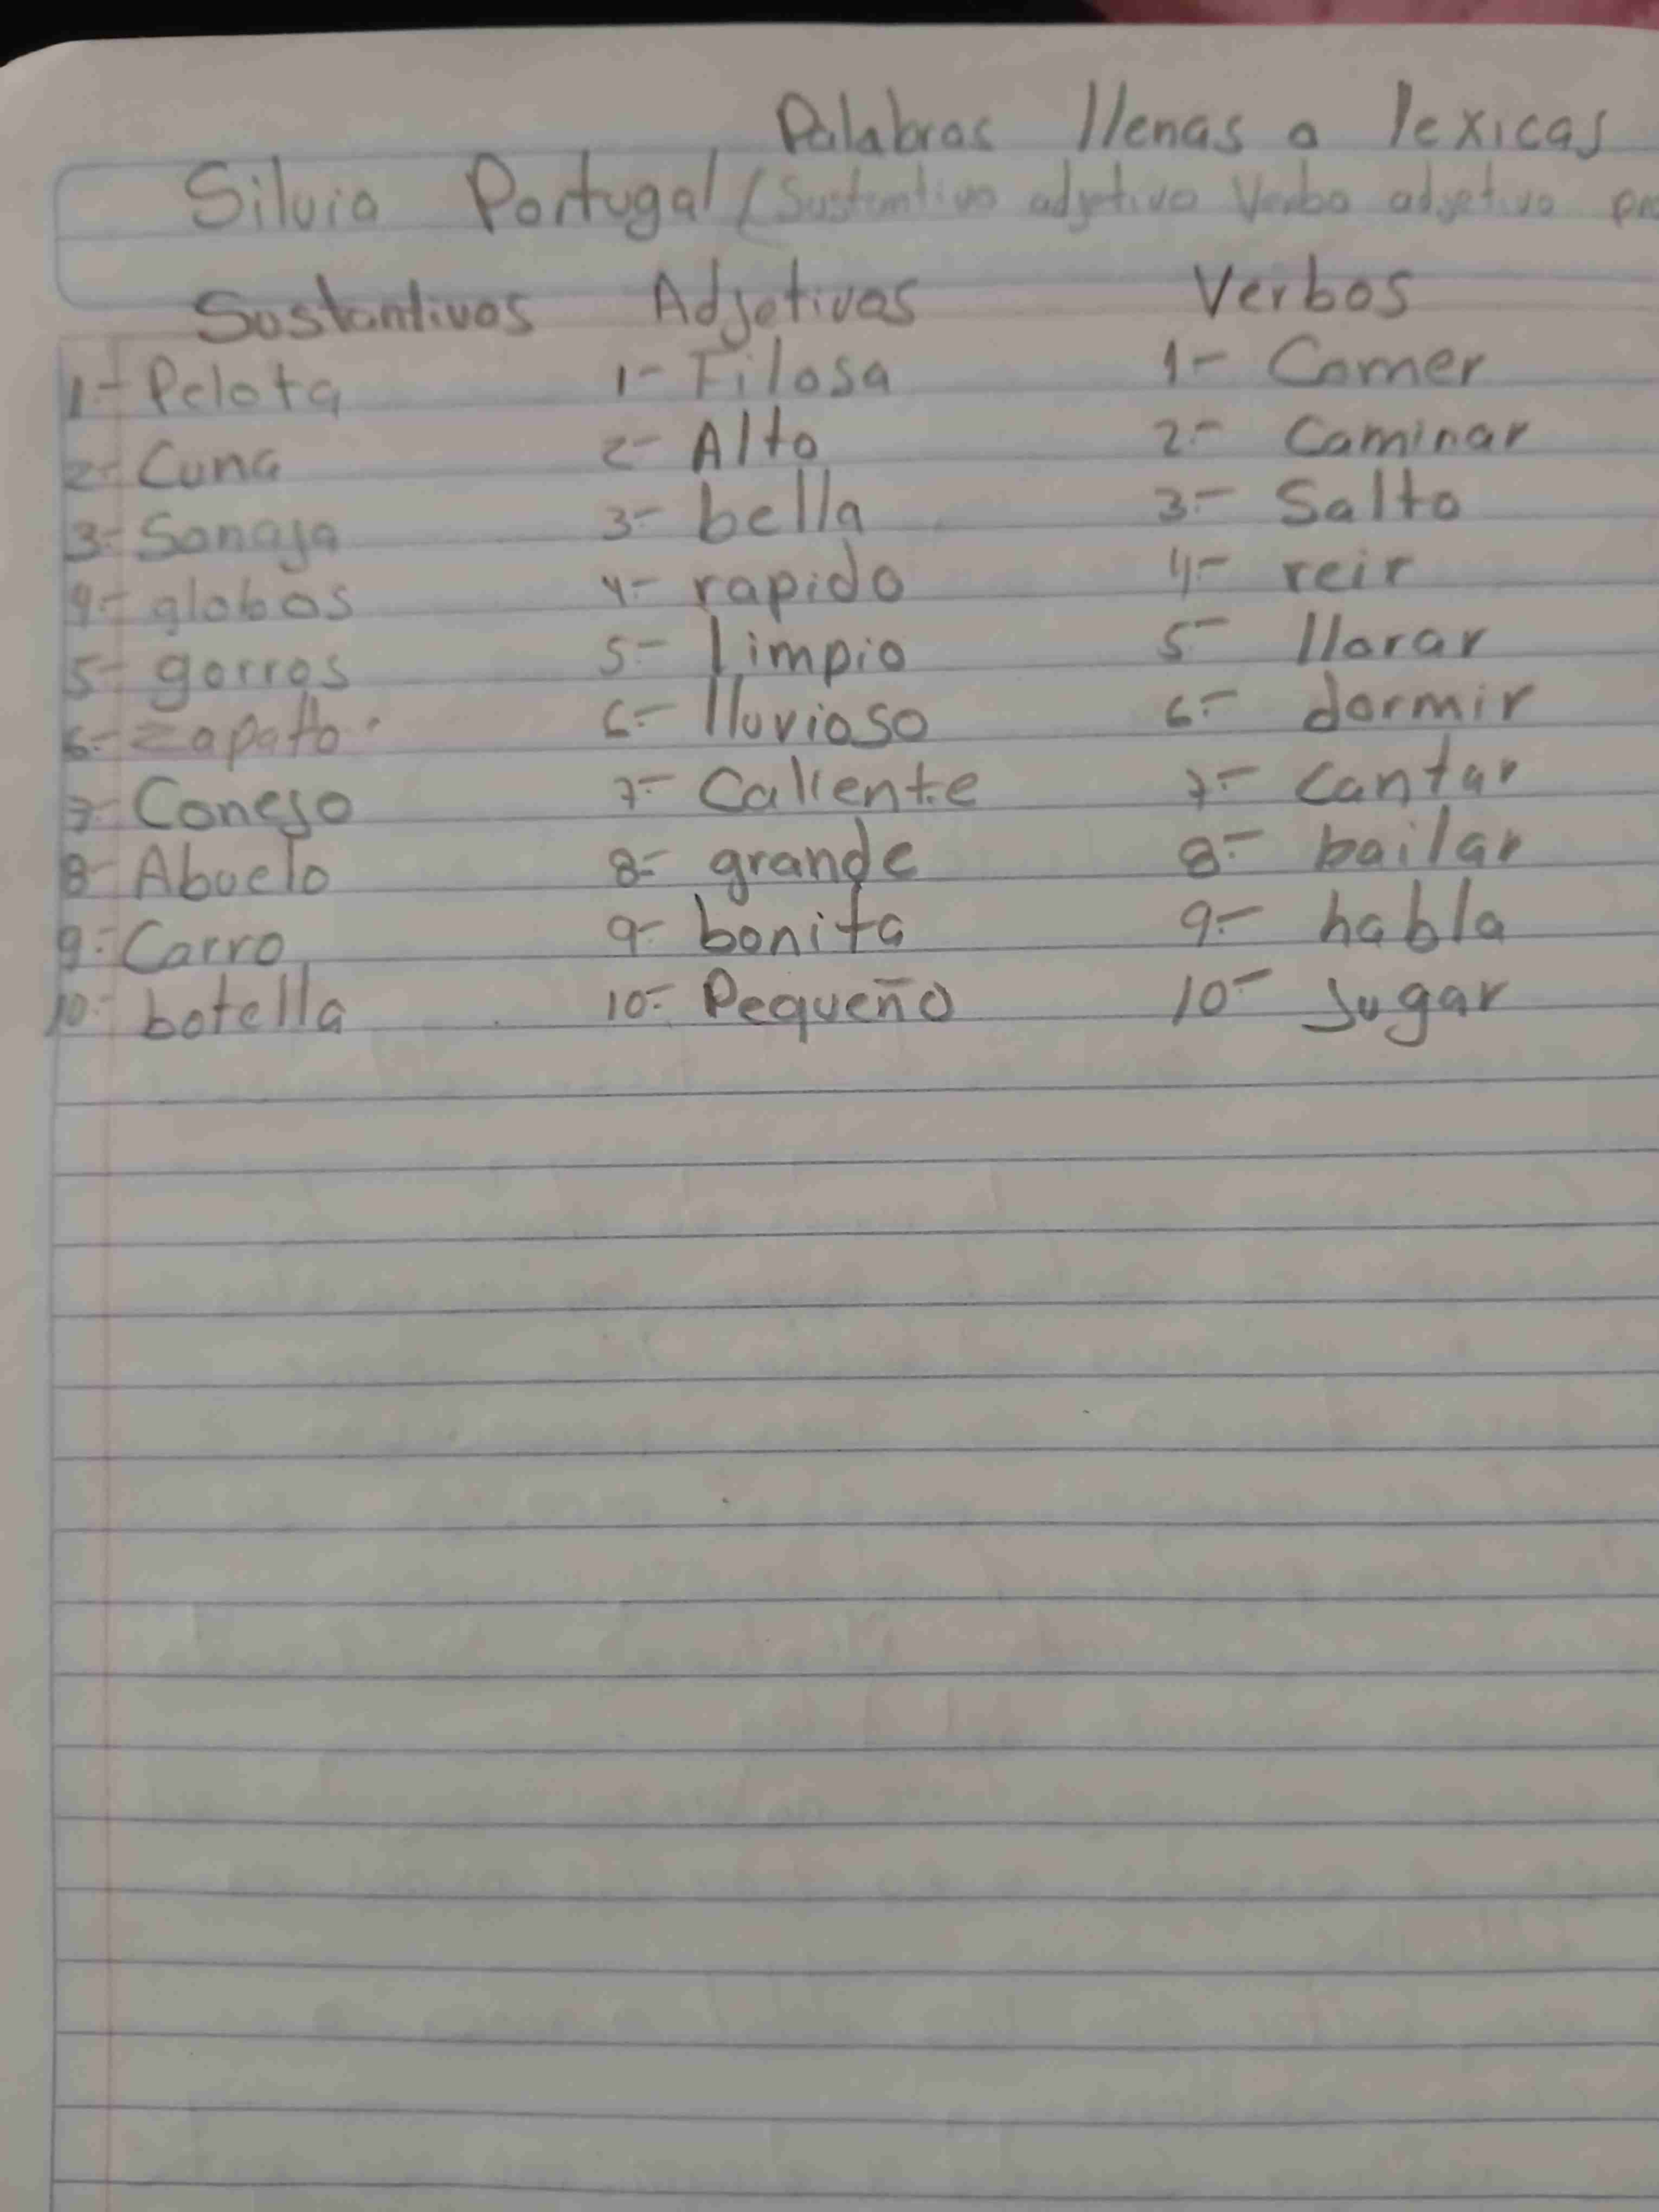 Palabras llenas o lexicas
Silvia Portugal (Sustantivo adjetivo Verbo adjetivo
Sustantivos Adjetivos Verbos
1- Pelota 1- Filosa 1- Comer
2- Cuna 2- Alto 2- Caminar
3- Sonaja 3- bella 3- Salto
4- globos 4- rapido 4- reir
5- gorros 5- limpio 5- llorar
6- Zapato 6- lluvioso 6- dormir
7- Conejo 7- Caliente 7- cantar
8- Abuelo 8- grande 8- bailar
9- Carro 9- bonita 9- habla
10- botella 10- Pequeño 10- Jugar